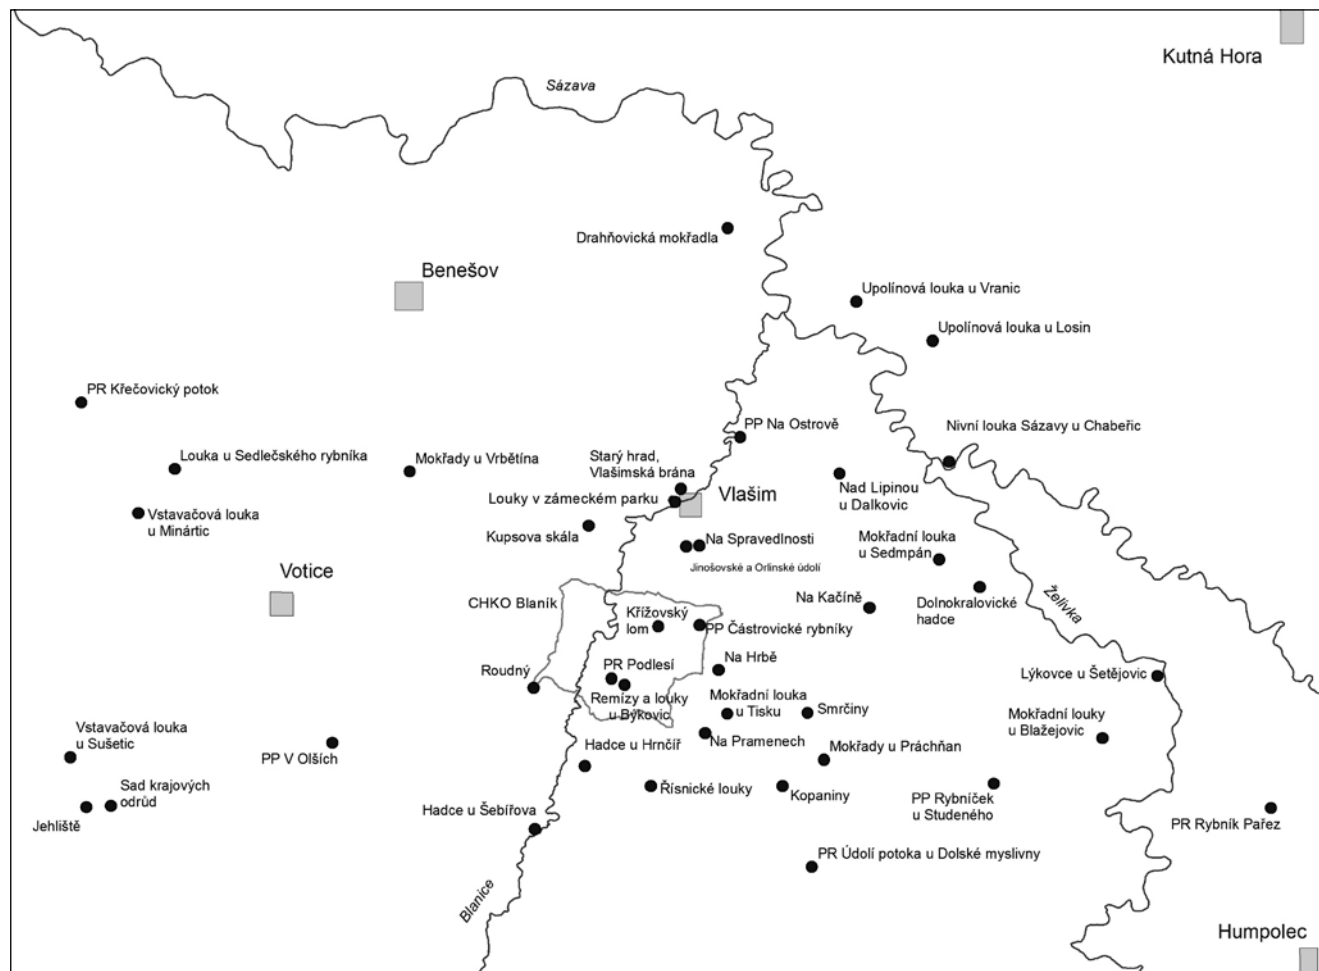 Kutná Hora
Sázava
Drahňovická mokřadla
Benešov
Upolínová louka u Vranic
Upolínová louka u Losin
PR Křečovický potok
PP Na Ostrově
Nivní louka Sázavy u Chabeřic
Louka u Sedlečského rybníka
Mokřady u Vrbětína
Starý hrad,
Vlašimská brána
Louky v zámeckém parku
Vlašim
Nad Lipinou
u Dalkovic
Vstavačová louka
u Minártic
Kupsova skála
Na Spravedlnosti
Jinošovské a Orlinské údolí
Mokřadní louka
u Sedmpán
Votice
CHKO Blaník
Křížovský
lom
PP Částrovické rybníky
Na Kačíně
Dolnokralovické
hadce
Želivka
Roudný
PR Podlesí
Remízy a louky
u Býkovic
Na Hrbě
Mokřadní louka
u Tisku
Smrčiny
Lýkovce u Šetějovic
Mokřadní louky
u Blažejovic
Vstavačová louka
u Sušetic
PP V Olších
Hadce u Hrnčíř
Na Pramenech
Mokřady u Práchňan
Sad krajových
odrůd
Jehliště
Hadce u Šebířova
Řísnické louky
Kopaniny
PP Rybníček
u Studeného
PR Rybník Pařez
PR Údolí potoka u Dolské myslivny
Blanice
Humpolec